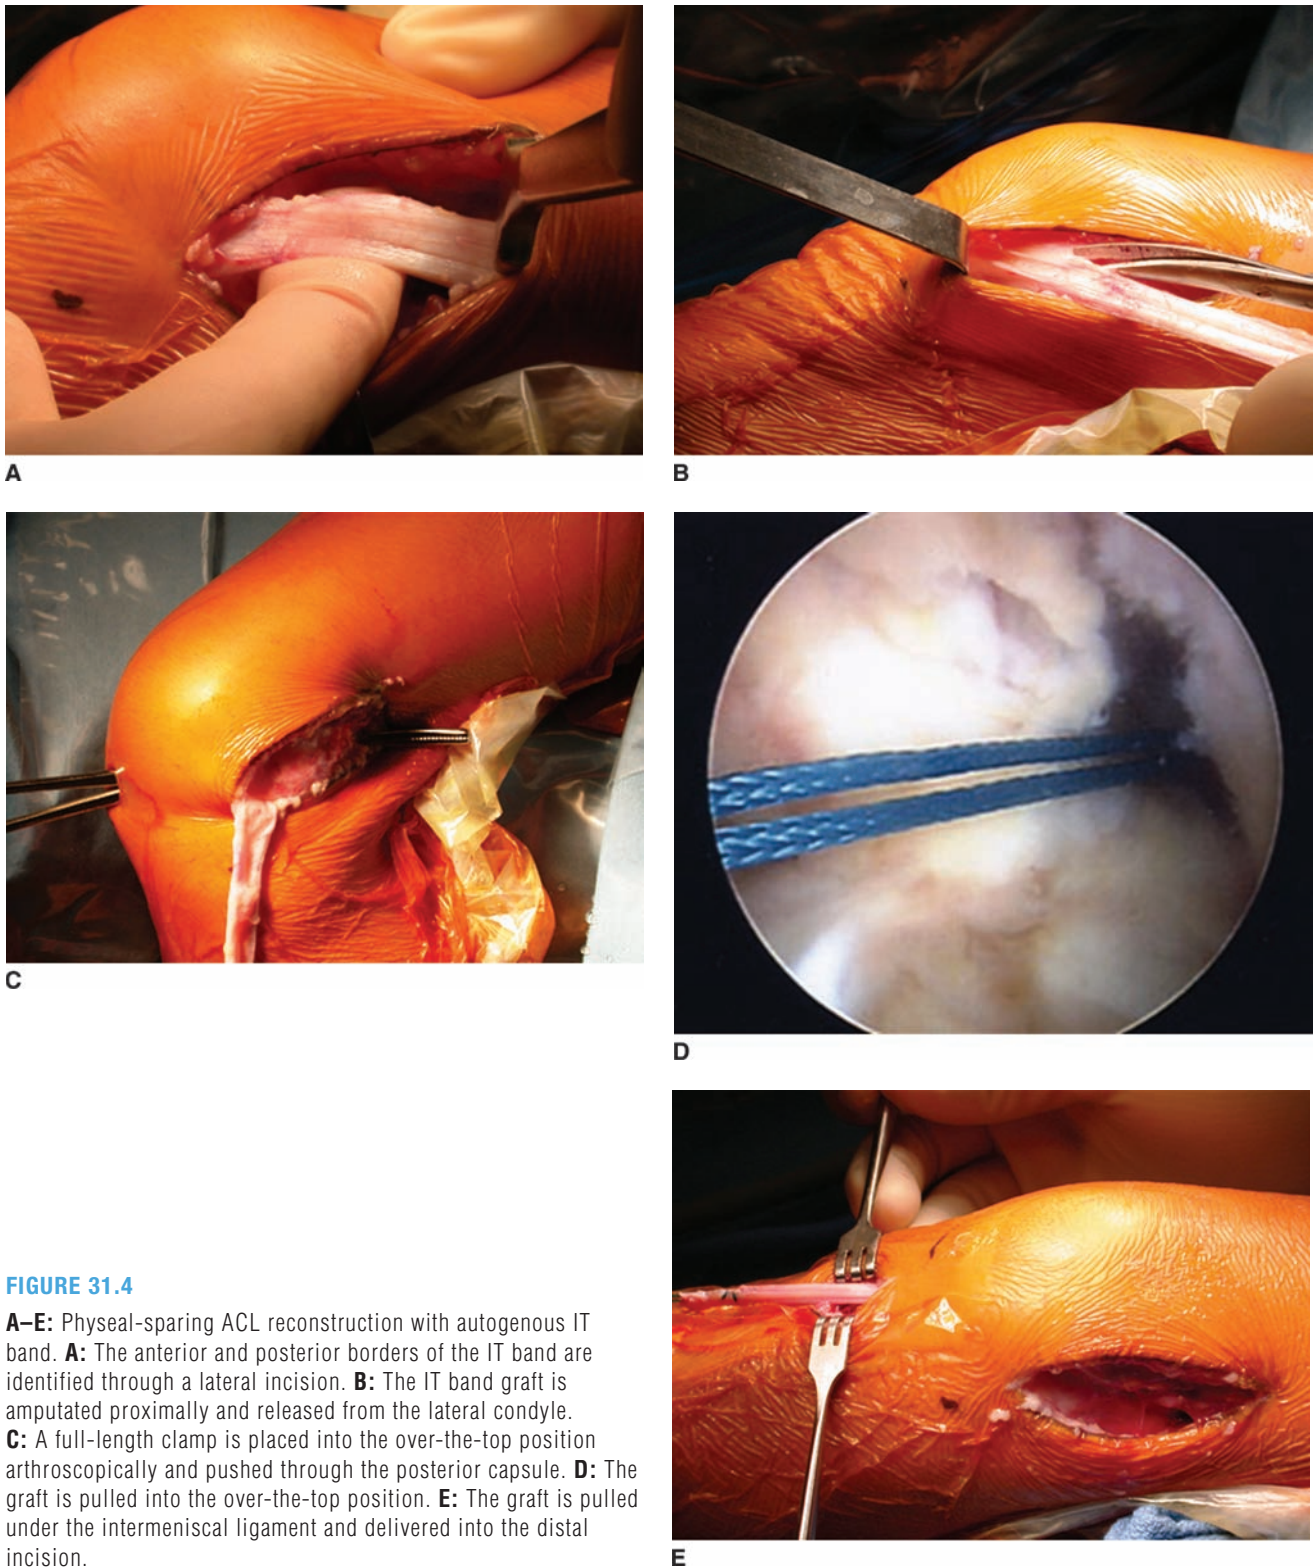 A
B
C
D
FIGURE 31.4
A–E: Physeal-sparing ACL reconstruction with autogenous IT
band. A: The anterior and posterior borders of the IT band are
identified through a lateral incision. B: The IT band graft is
amputated proximally and released from the lateral condyle.
C: A full-length clamp is placed into the over-the-top position
arthroscopically and pushed through the posterior capsule. D: The
graft is pulled into the over-the-top position. E: The graft is pulled
under the intermeniscal ligament and delivered into the distal
incision.
E